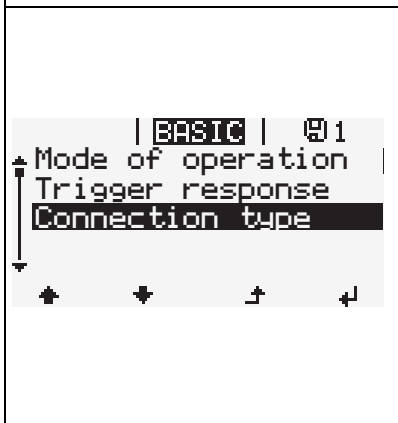 | BASIC | 1
Mode of operation
Trigger response
Connection type